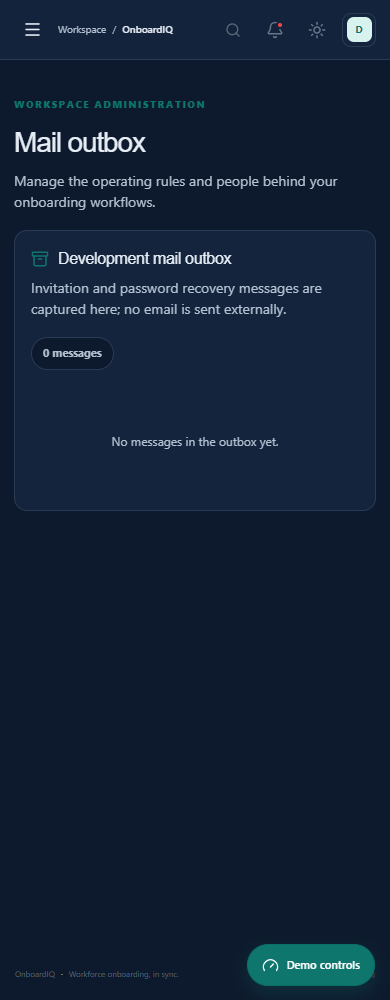 Workspace / OnboardIQ
D
WORKSPACE ADMINISTRATION
Mail outbox
Manage the operating rules and people behind your
onboarding workflows.
Development mail outbox
Invitation and password recovery messages are
captured here; no email is sent externally.
0 messages
No messages in the outbox yet.
OnboardIQ · Workforce onboarding, in sync.
Demo controls